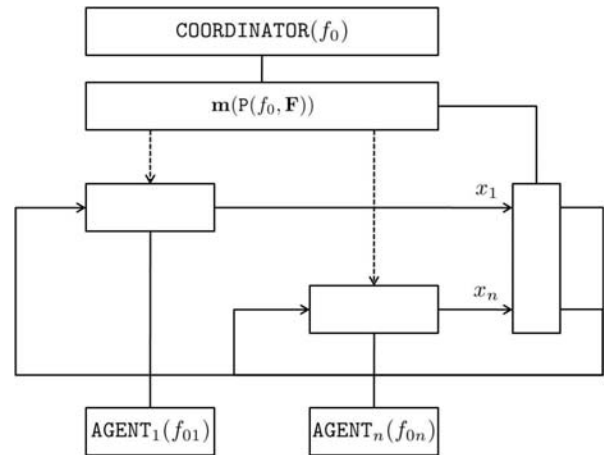 COORDINATOR(f₀)
m(P(f₀, F))
x₁
xₙ
AGENT₁(f₀₁)
AGENTₙ(f₀ₙ)